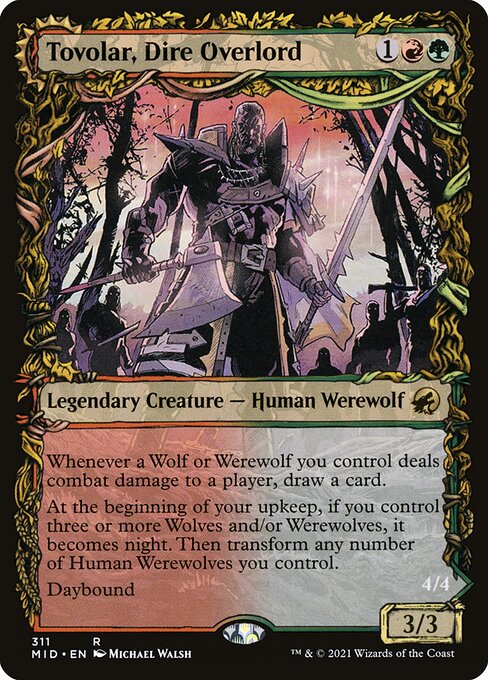 Tovolar, Dire Overlord 1
Legendary Creature — Human Werewolf
Whenever a Wolf or Werewolf you control deals
combat damage to a player, draw a card.
At the beginning of your upkeep, if you control
three or more Wolves and/or Werewolves, it
becomes night. Then transform any number
of Human Werewolves you control.
4/4
Daybound
3/3
311 R
MID • EN Michael Walsh
™ & © 2021 Wizards of the Coast